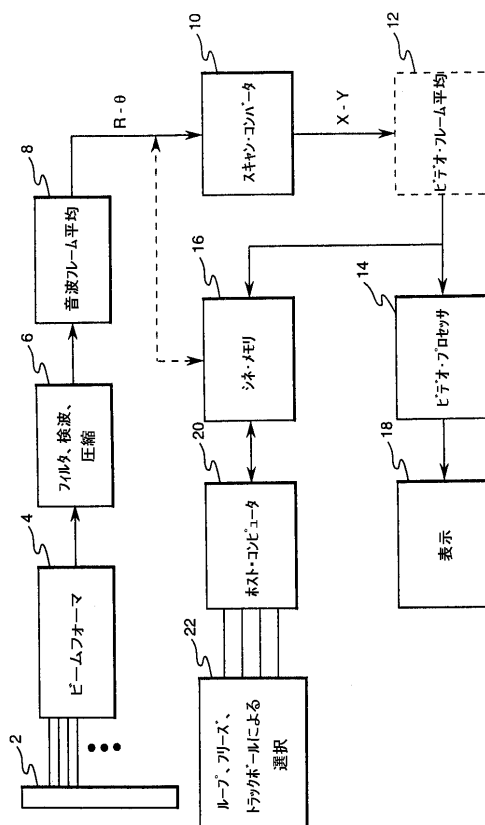 2
4
ビームフォーマ
6
フィルタ、検波、
圧縮
8
音波フレーム平均
R - θ
10
スキャン・コンバータ
X - Y
12
ビデオ・フレーム平均
14
ビデオ・プロセッサ
16
シネ・メモリ
18
表示
20
ホスト・コンピュータ
22
ループ、フリーズ、
トラックボールによる
選択